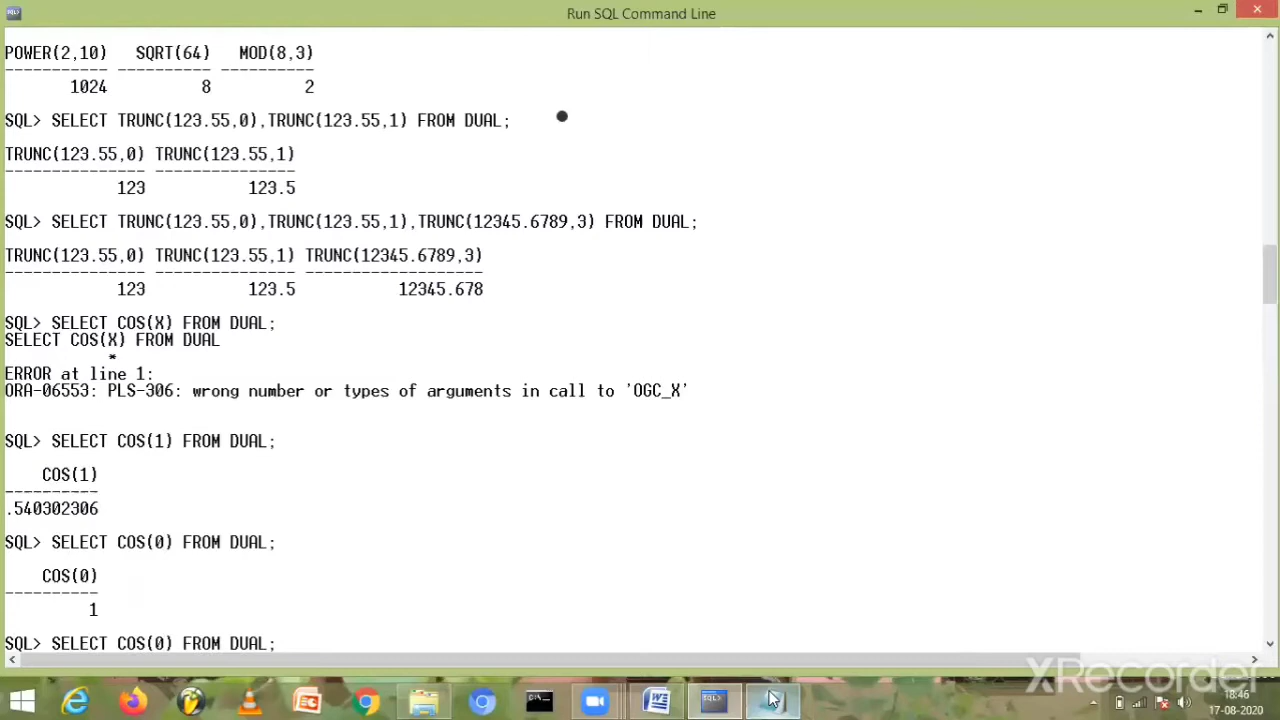 Run SQL Command Line
POWER(2,10)   SQRT(64)   MOD(8,3)
----------- ---------- ----------
       1024          8          2
SQL> SELECT TRUNC(123.55,0),TRUNC(123.55,1) FROM DUAL;
TRUNC(123.55,0) TRUNC(123.55,1)
--------------- ---------------
            123           123.5
SQL> SELECT TRUNC(123.55,0),TRUNC(123.55,1),TRUNC(12345.6789,3) FROM DUAL;
TRUNC(123.55,0) TRUNC(123.55,1) TRUNC(12345.6789,3)
--------------- --------------- -------------------
            123           123.5           12345.678
SQL> SELECT COS(X) FROM DUAL;
SELECT COS(X) FROM DUAL
           *
ERROR at line 1:
ORA-06553: PLS-306: wrong number or types of arguments in call to 'OGC_X'
SQL> SELECT COS(1) FROM DUAL;
    COS(1)
----------
.540302306
SQL> SELECT COS(0) FROM DUAL;
    COS(0)
----------
         1
SQL> SELECT COS(0) FROM DUAL;
XRecorder
18:46
17-08-2020